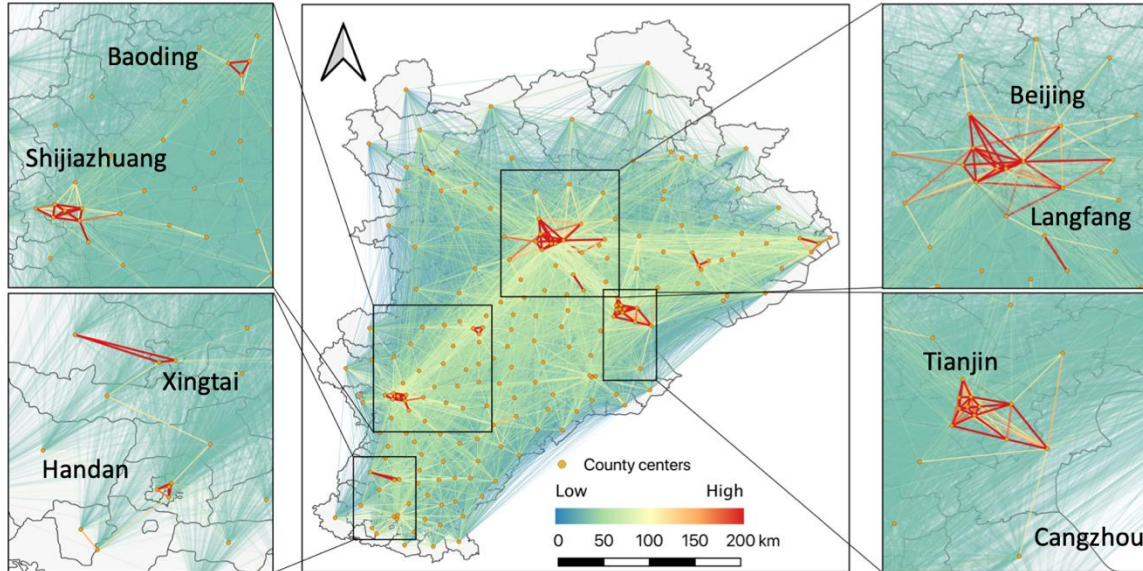 Baoding
Shijiazhuang
Xingtai
Handan
County centers
Low High
0 50 100 150 200 km
Beijing
Langfang
Tianjin
Cangzhou